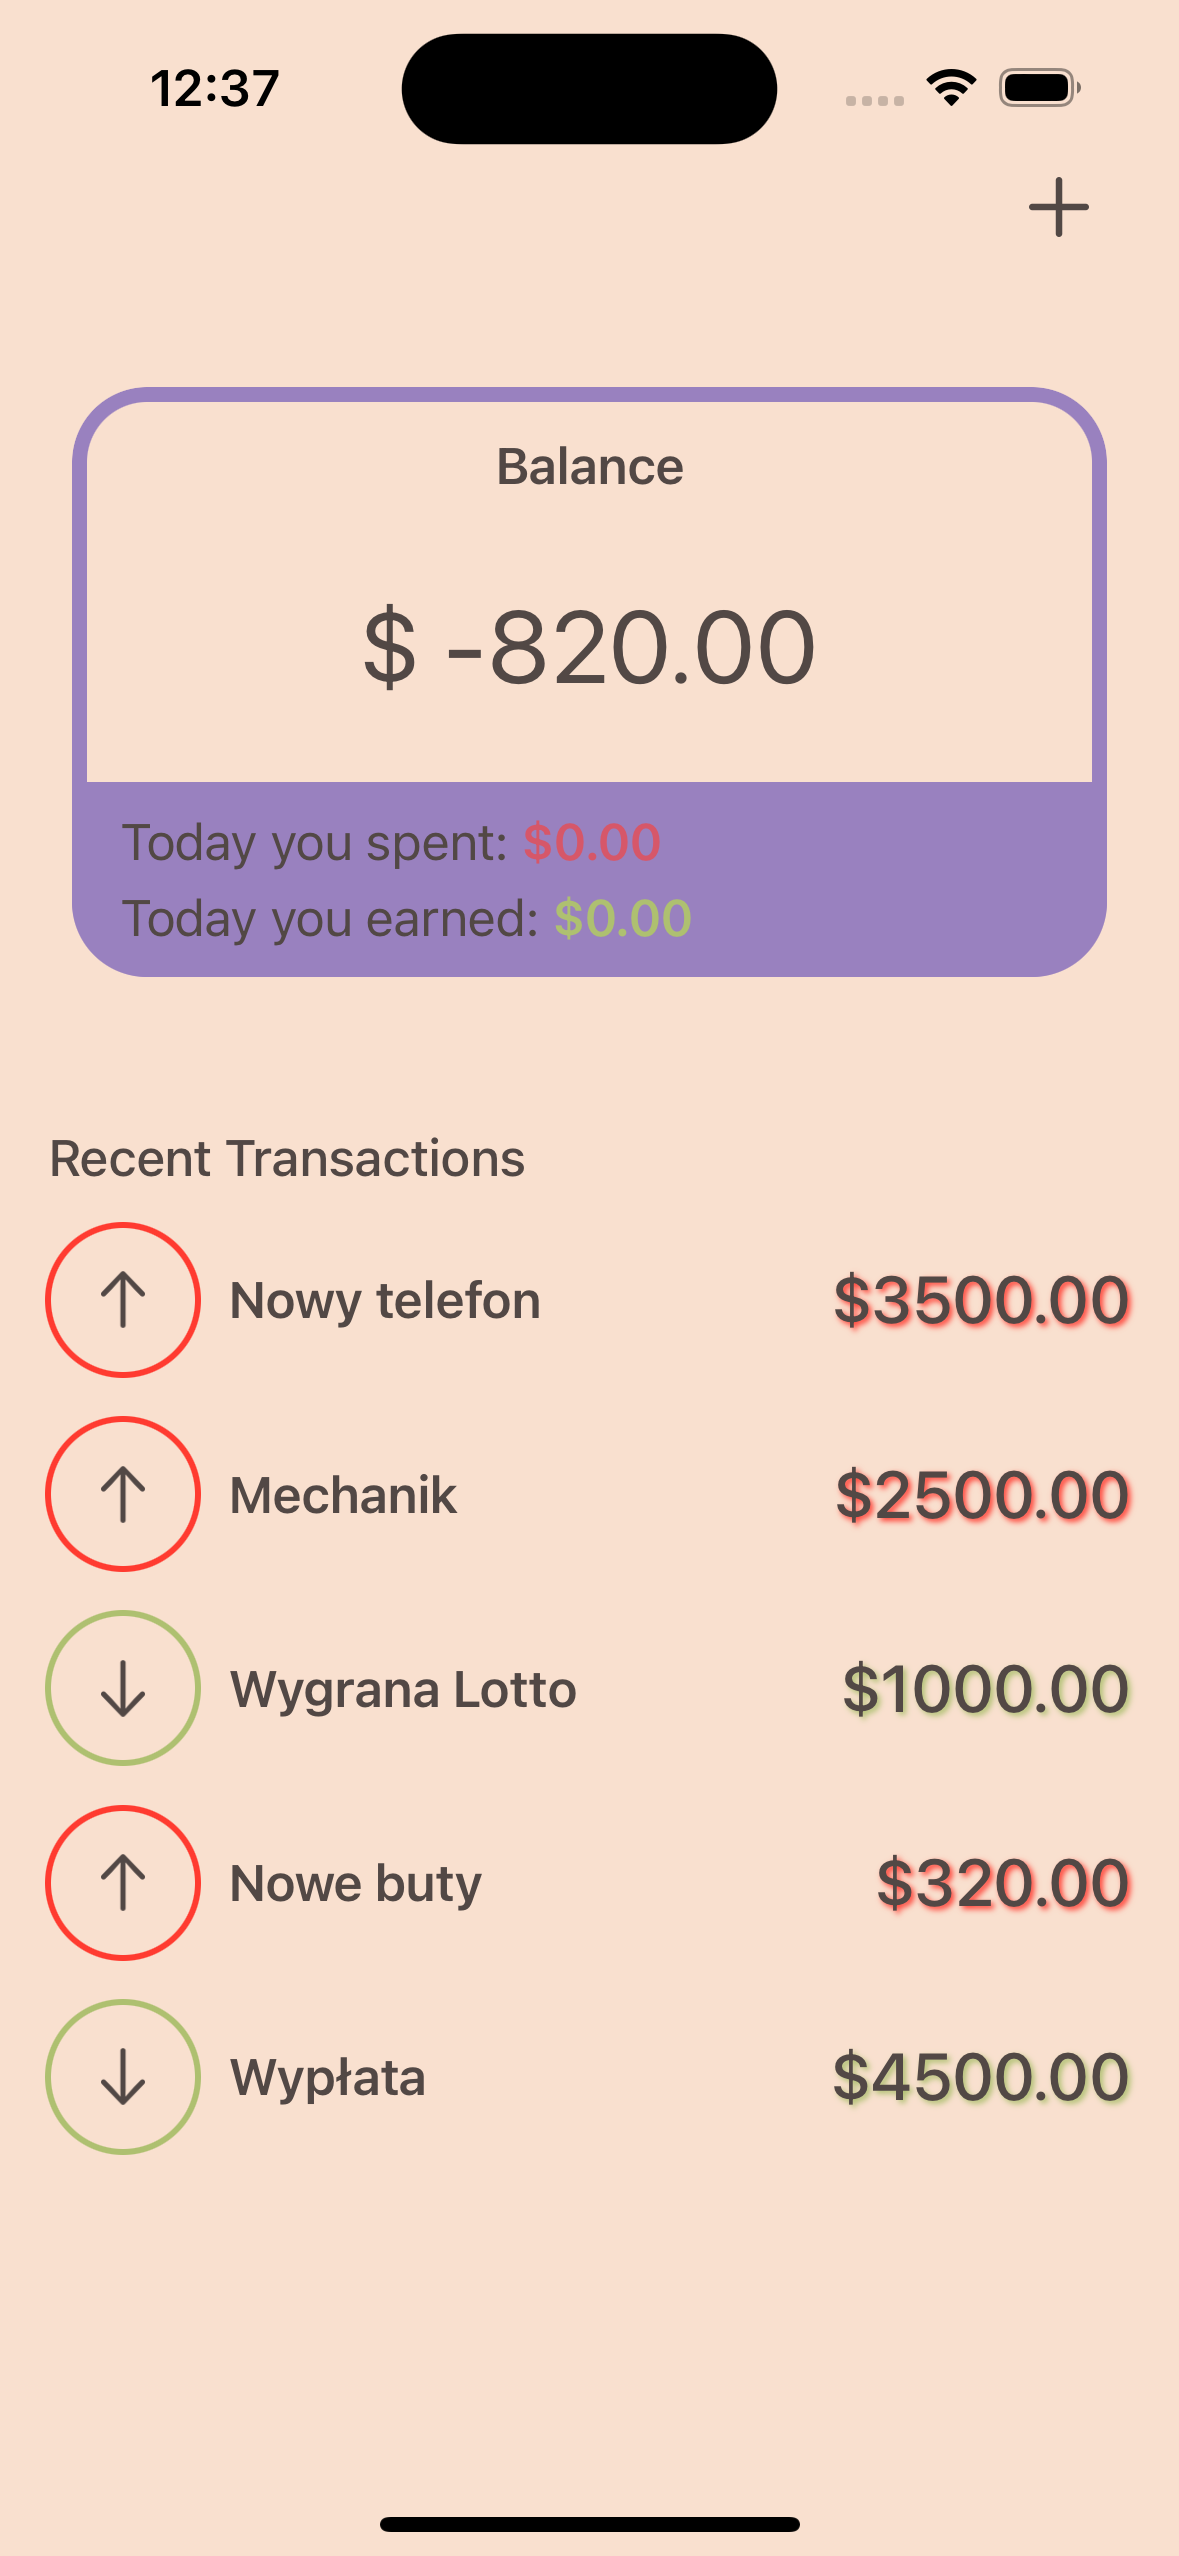 12:37
Balance
$ -820.00
Today you spent: $0.00
Today you earned: $0.00
Recent Transactions
Nowy telefon $3500.00
Mechanik $2500.00
Wygrana Lotto $1000.00
Nowe buty $320.00
Wypłata $4500.00